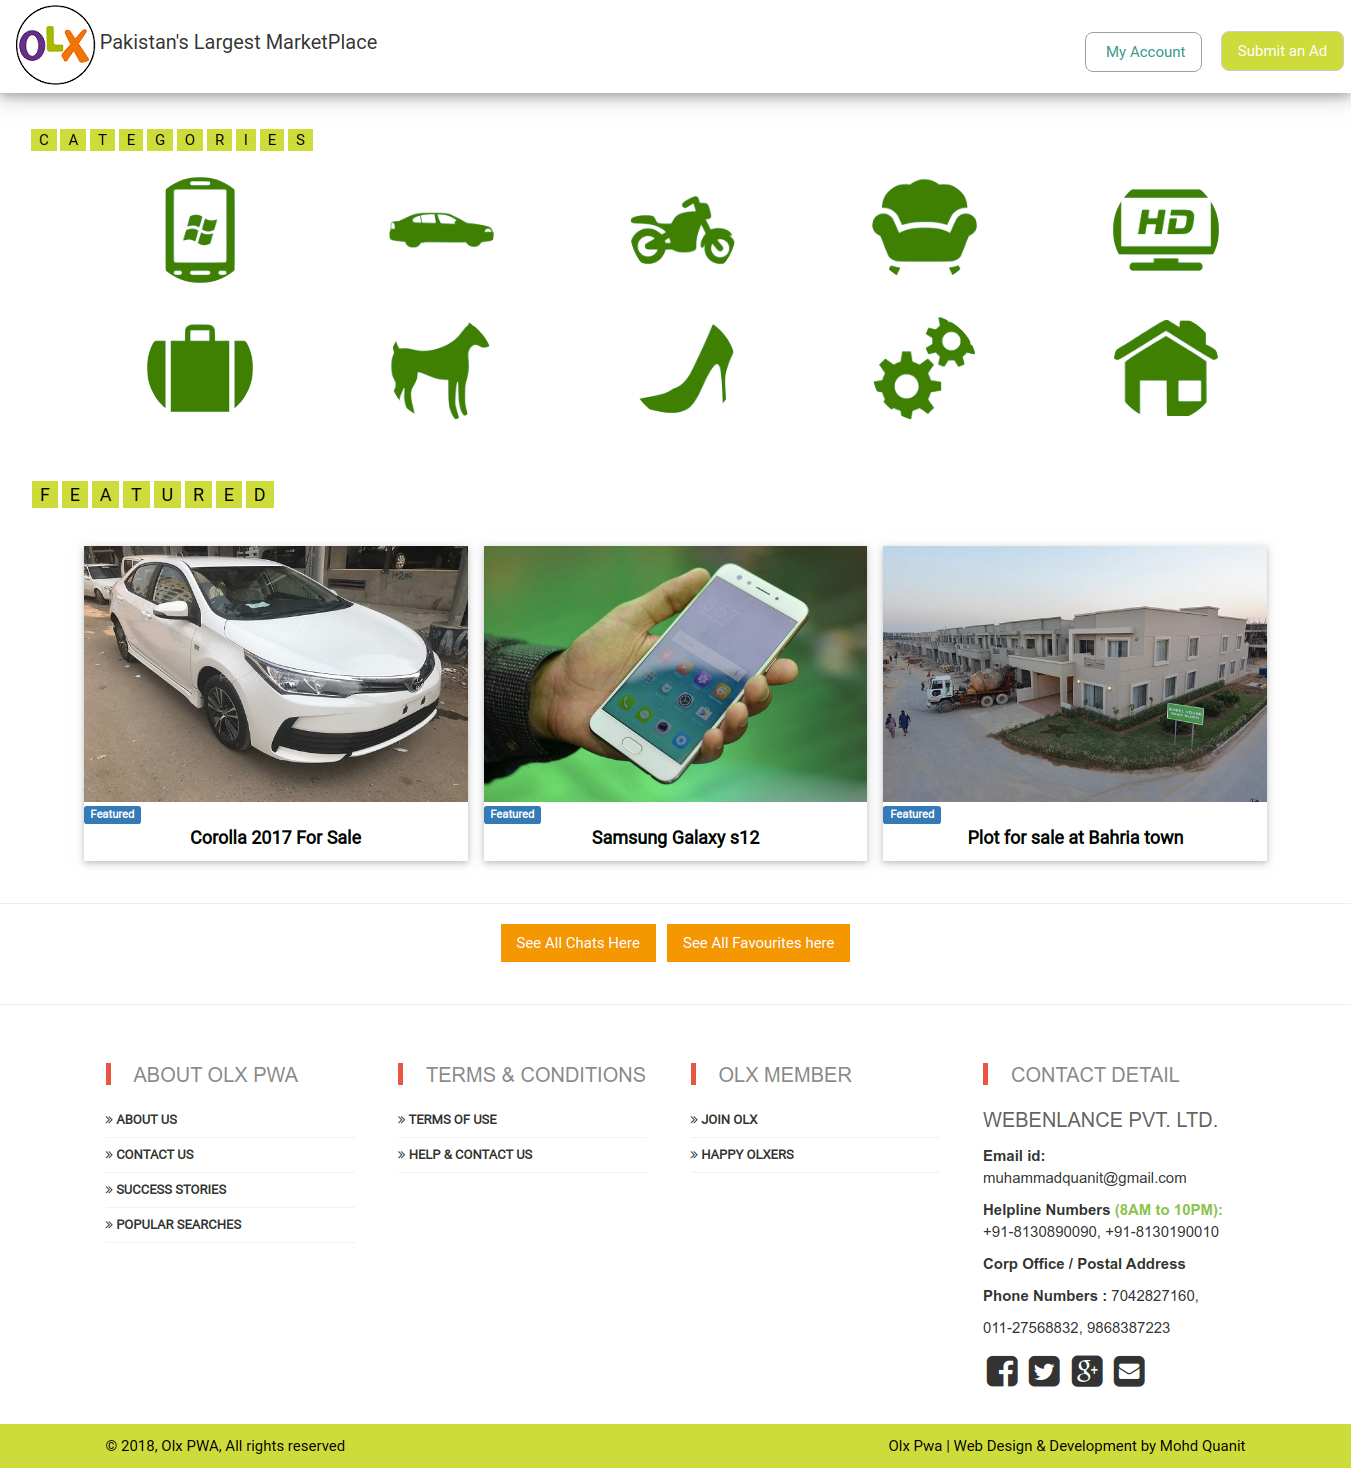 OLX
Pakistan's Largest MarketPlace
My Account
Submit an Ad
C A T E G O R I E S
HD
F E A T U R E D
Featured
Corolla 2017 For Sale
Featured
Samsung Galaxy s12
Featured
Plot for sale at Bahria town
See All Chats Here
See All Favourites here
ABOUT OLX PWA
» ABOUT US
» CONTACT US
» SUCCESS STORIES
» POPULAR SEARCHES
TERMS & CONDITIONS
» TERMS OF USE
» HELP & CONTACT US
OLX MEMBER
» JOIN OLX
» HAPPY OLXERS
CONTACT DETAIL
WEBENLANCE PVT. LTD.
Email id:
muhammadquanit@gmail.com
Helpline Numbers (8AM to 10PM):
+91-8130890090, +91-8130190010
Corp Office / Postal Address
Phone Numbers : 7042827160,
011-27568832, 9868387223
© 2018, Olx PWA, All rights reserved
Olx Pwa | Web Design & Development by Mohd Quanit